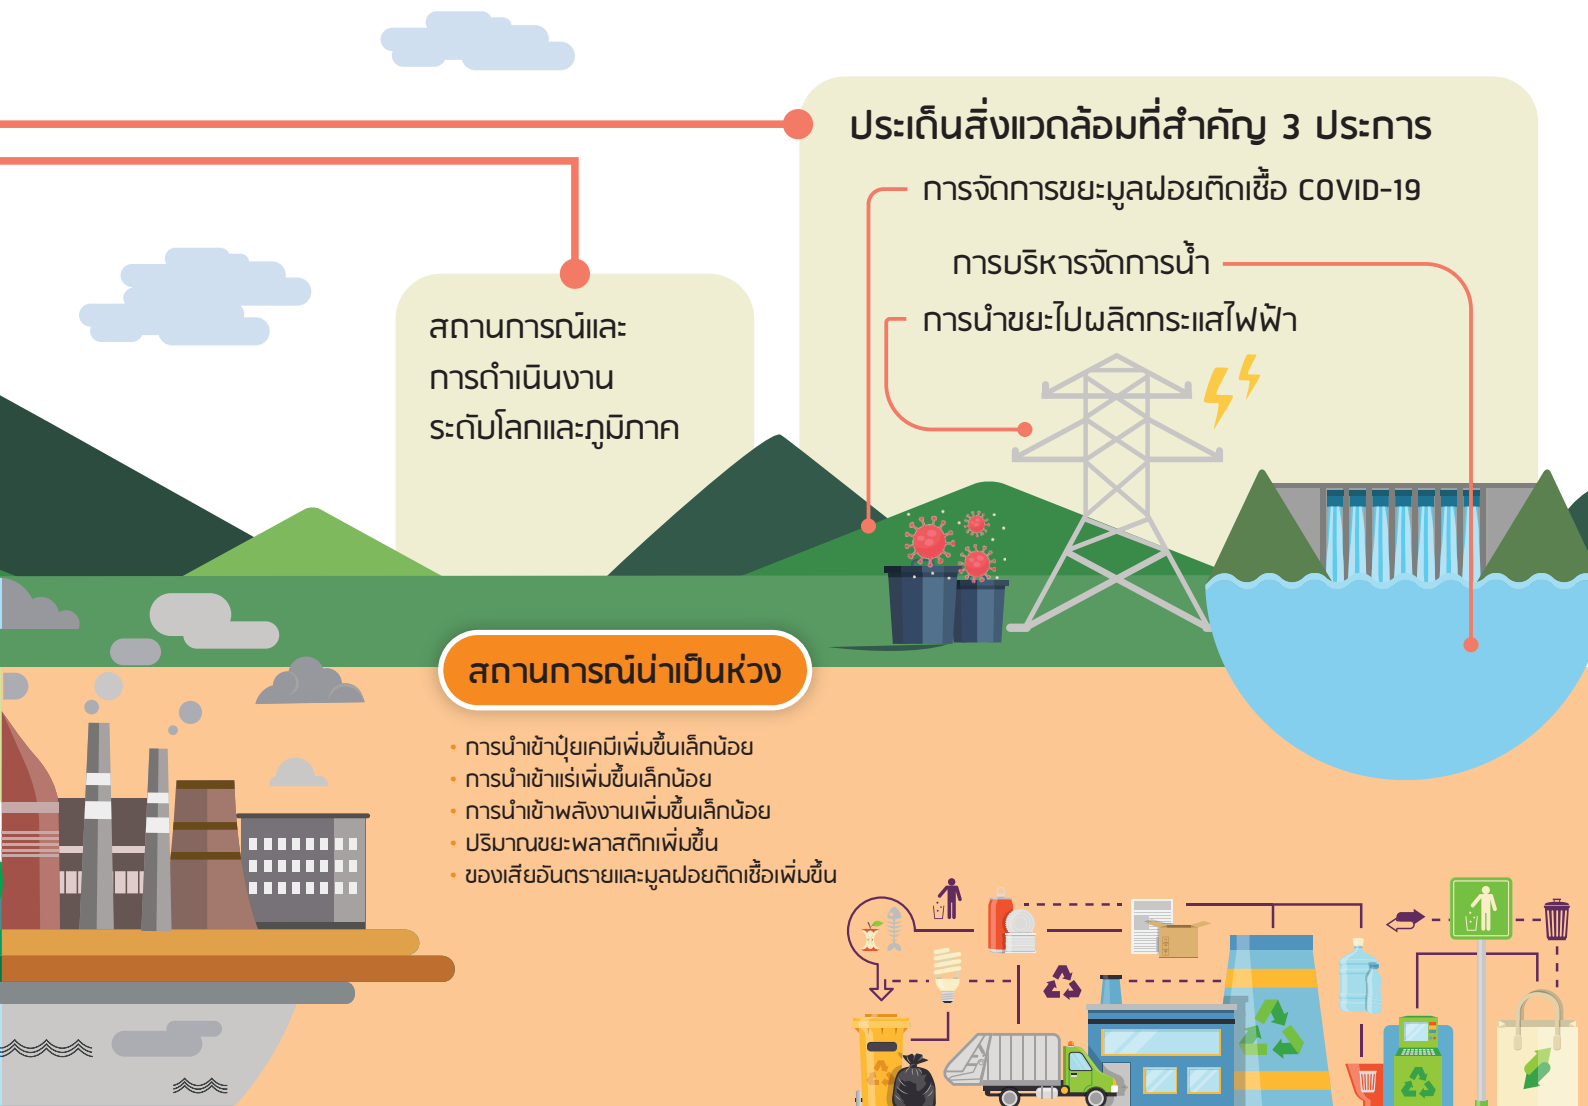 ประเด็นสิ่งแวดล้อมที่สำคัญ 3 ประการ
การจัดการขยะมูลฝอยติดเชื้อ COVID-19
การบริหารจัดการน้ำ
การนำขยะไปผลิตกระแสไฟฟ้า
สถานการณ์และ
การดำเนินงาน
ระดับโลกและภูมิภาค
สถานการณ์น่าเป็นห่วง
• การนำเข้าปุ๋ยเคมีเพิ่มขึ้นเล็กน้อย
• การนำเข้าแร่เพิ่มขึ้นเล็กน้อย
• การนำเข้าพลังงานเพิ่มขึ้นเล็กน้อย
• ปริมาณขยะพลาสติกเพิ่มขึ้น
• ของเสียอันตรายและมูลฝอยติดเชื้อเพิ่มขึ้น